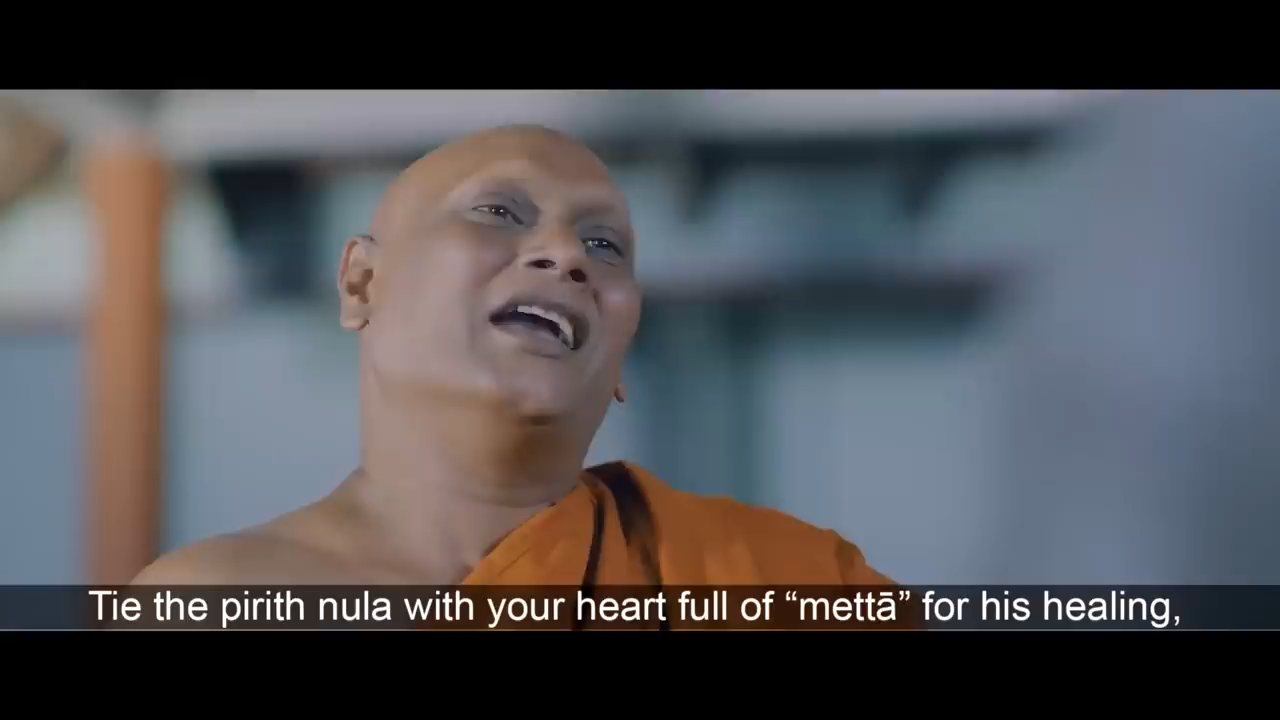 Tie the pirith nula with your heart full of “mettā” for his healing,